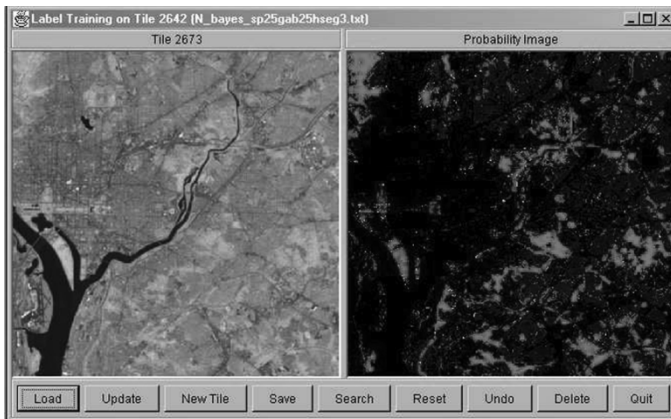 Label Training on Tile 2642 (N_bayes_sp25gab25hseg3.txt)
Tile 2673
Probability Image
Load Update New Tile Save Search Reset Undo Delete Quit